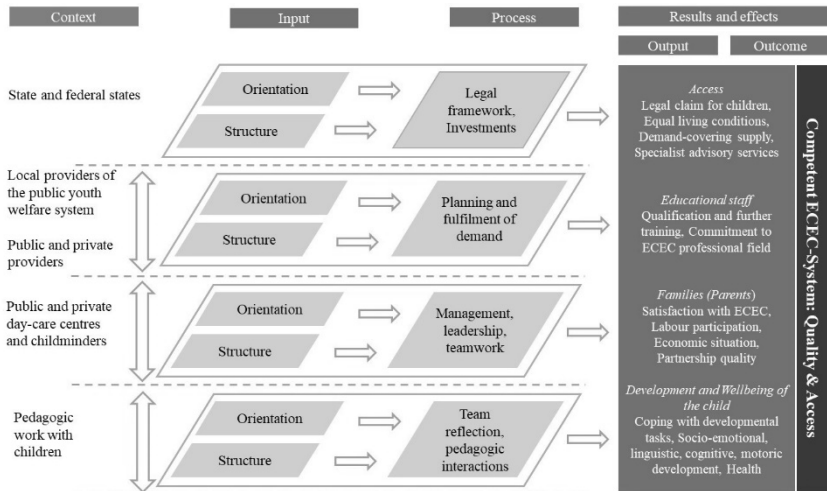 Context
Input
Process
Results and effects
Output
Outcome
State and federal states
Orientation
Structure
Legal
framework,
Investments
Access
Legal claim for children,
Equal living conditions,
Demand-covering supply,
Specialist advisory services
Local providers of
the public youth
welfare system
Public and private
providers
Orientation
Structure
Planning and
fulfilment of
demand
Educational staff
Qualification and further
training, Commitment to
ECEC professional field
Public and private
day-care centres
and childminders
Orientation
Structure
Management,
leadership,
teamwork
Families (Parents)
Satisfaction with ECEC,
Labour participation,
Economic situation,
Partnership quality
Pedagogic
work with
children
Orientation
Structure
Team
reflection,
pedagogic
interactions
Development and Wellbeing of
the child
Coping with developmental
tasks, Socio-emotional,
linguistic, cognitive, motoric
development, Health
Competent ECEC-System: Quality & Access